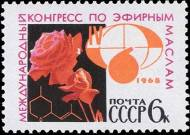 МЕЖДУНАРОДНЫЙ
КОНГРЕСС ПО ЭФИРНЫМ
МАСЛАМ
1968
ПОЧТА
СССР 6к